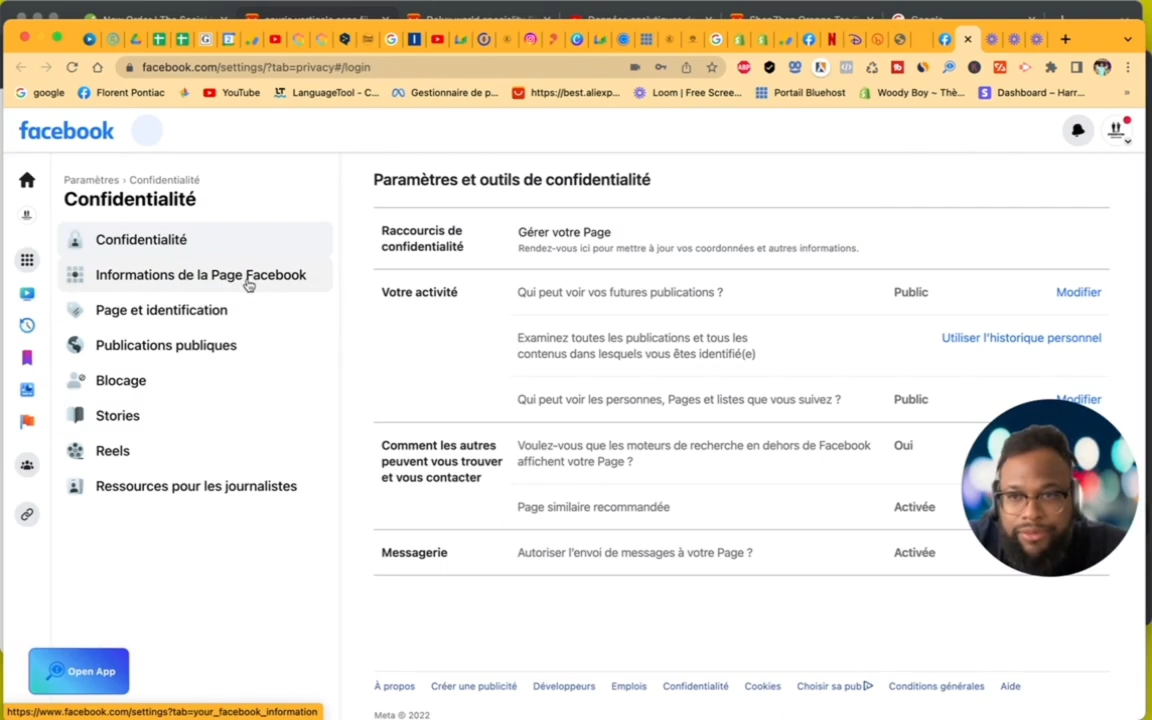 facebook.com/settings/?tab=privacy#/login
google
Florent Pontiac
YouTube
LanguageTool - C...
Gestionnaire de p...
https://best.aliexp...
Loom | Free Scree...
Portail Bluehost
Woody Boy – Thè...
Dashboard – Harr...
»
facebook
Paramètres › Confidentialité
Confidentialité
Confidentialité
Informations de la Page Facebook
Page et identification
Publications publiques
Blocage
Stories
Reels
Ressources pour les journalistes
Paramètres et outils de confidentialité
Raccourcis de
confidentialité
Gérer votre Page
Rendez-vous ici pour mettre à jour vos coordonnées et autres informations.
Votre activité
Qui peut voir vos futures publications ?
Public
Modifier
Examinez toutes les publications et tous les
contenus dans lesquels vous êtes identifié(e)
Utiliser l'historique personnel
Qui peut voir les personnes, Pages et listes que vous suivez ?
Public
Modifier
Comment les autres
peuvent vous trouver
et vous contacter
Voulez-vous que les moteurs de recherche en dehors de Facebook
affichent votre Page ?
Oui
Page similaire recommandée
Activée
Messagerie
Autoriser l'envoi de messages à votre Page ?
Activée
Open App
À propos
Créer une publicité
Développeurs
Emplois
Confidentialité
Cookies
Choisir sa pub
Conditions générales
Aide
Meta © 2022
https://www.facebook.com/settings?tab=your_facebook_information